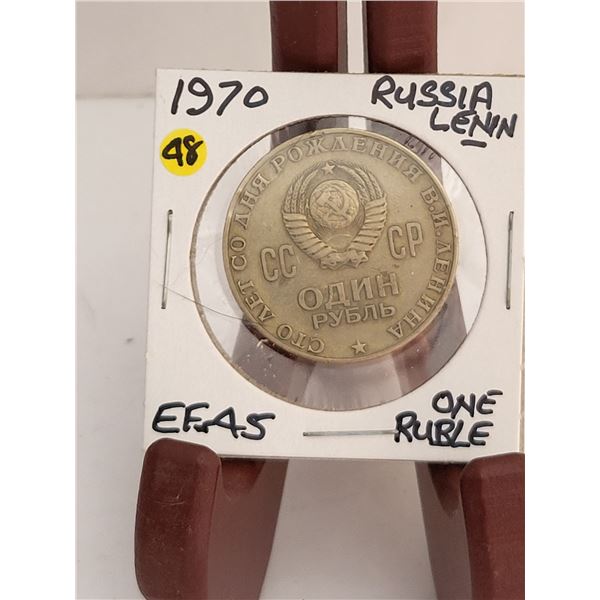 1970
RUSSIA
LENIN
48
СТО ЛЕТ СО ДНЯ РОЖДЕНИЯ В.И.ЛЕНИНА
СС СР
ОДИН
РУБЛЬ
EF-45
ONE
RUBLE